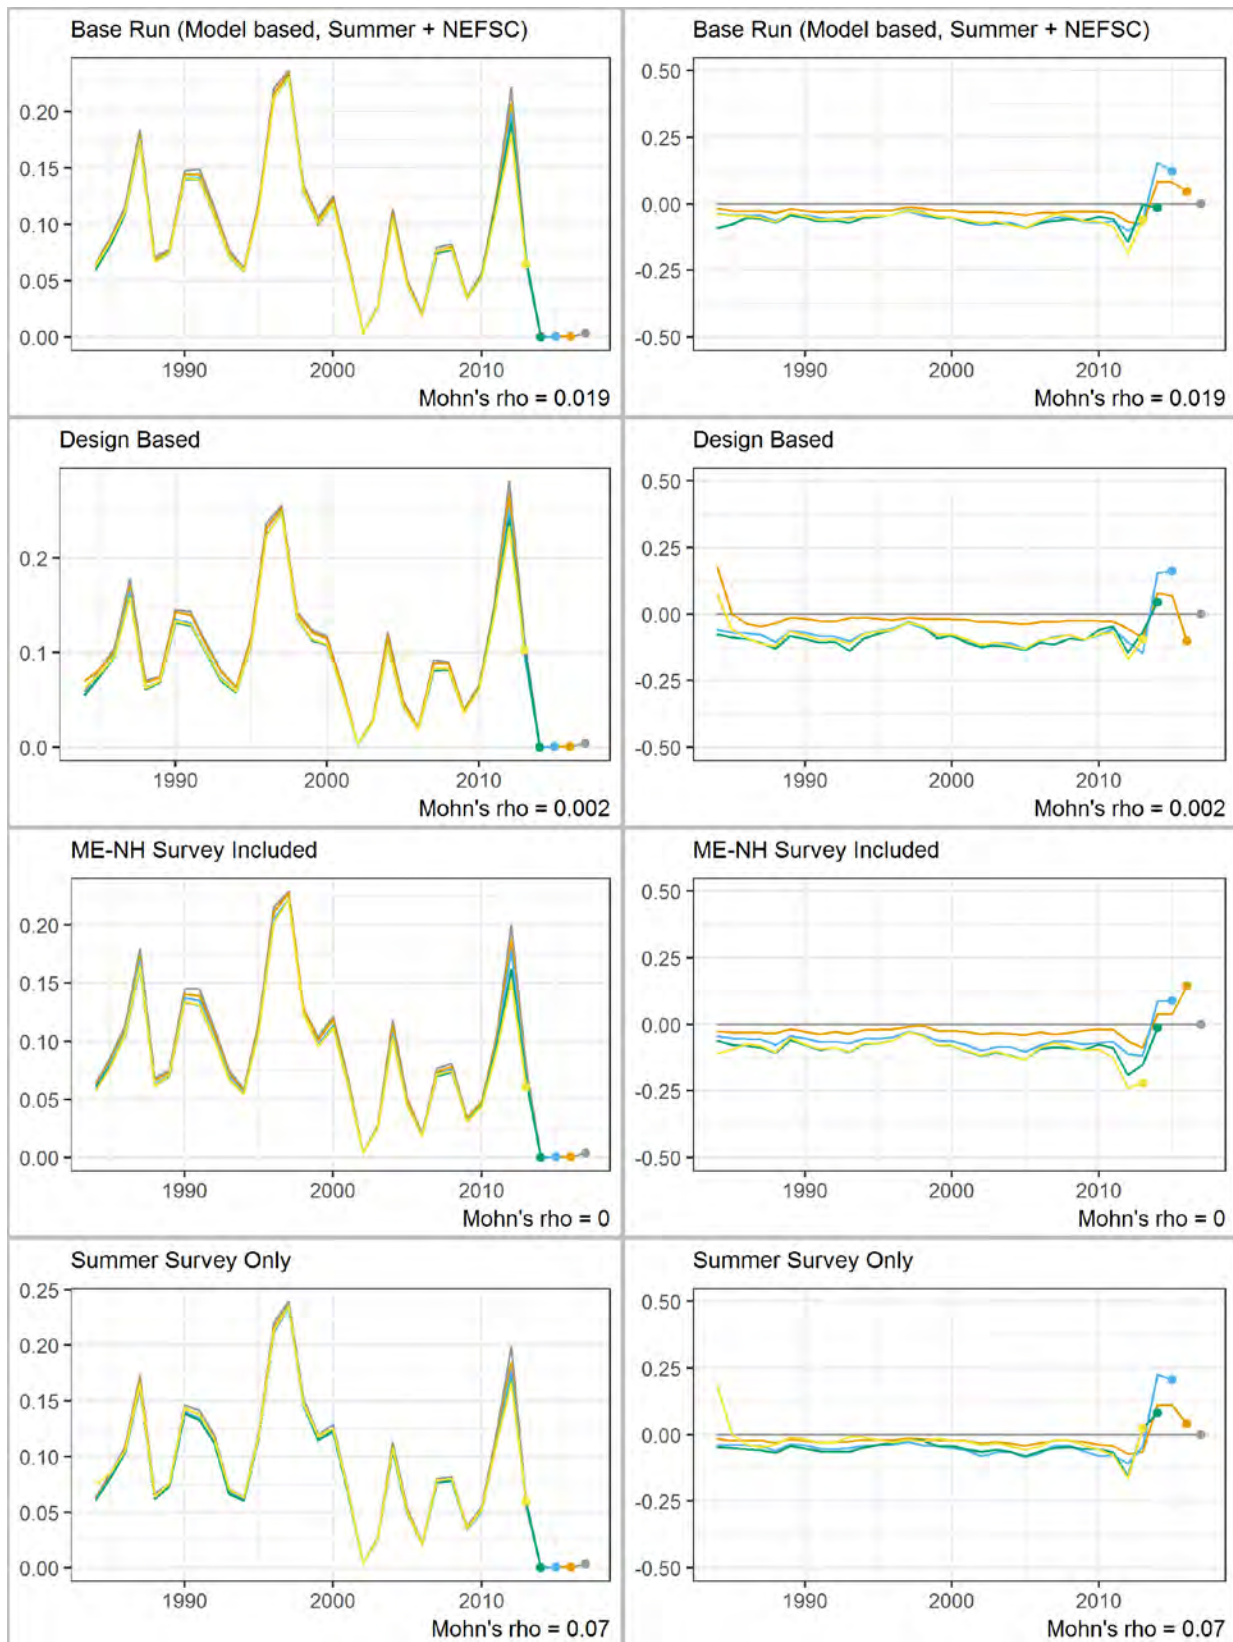 Base Run (Model based, Summer + NEFSC)
0.20
0.15
0.10
0.05
0.00
1990 2000 2010
Mohn's rho = 0.019
Base Run (Model based, Summer + NEFSC)
0.50
0.25
0.00
-0.25
-0.50
1990 2000 2010
Mohn's rho = 0.019
Design Based
0.2
0.1
0.0
1990 2000 2010
Mohn's rho = 0.002
Design Based
0.50
0.25
0.00
-0.25
-0.50
1990 2000 2010
Mohn's rho = 0.002
ME-NH Survey Included
0.20
0.15
0.10
0.05
0.00
1990 2000 2010
Mohn's rho = 0
ME-NH Survey Included
0.50
0.25
0.00
-0.25
-0.50
1990 2000 2010
Mohn's rho = 0
Summer Survey Only
0.25
0.20
0.15
0.10
0.05
0.00
1990 2000 2010
Mohn's rho = 0.07
Summer Survey Only
0.50
0.25
0.00
-0.25
-0.50
1990 2000 2010
Mohn's rho = 0.07